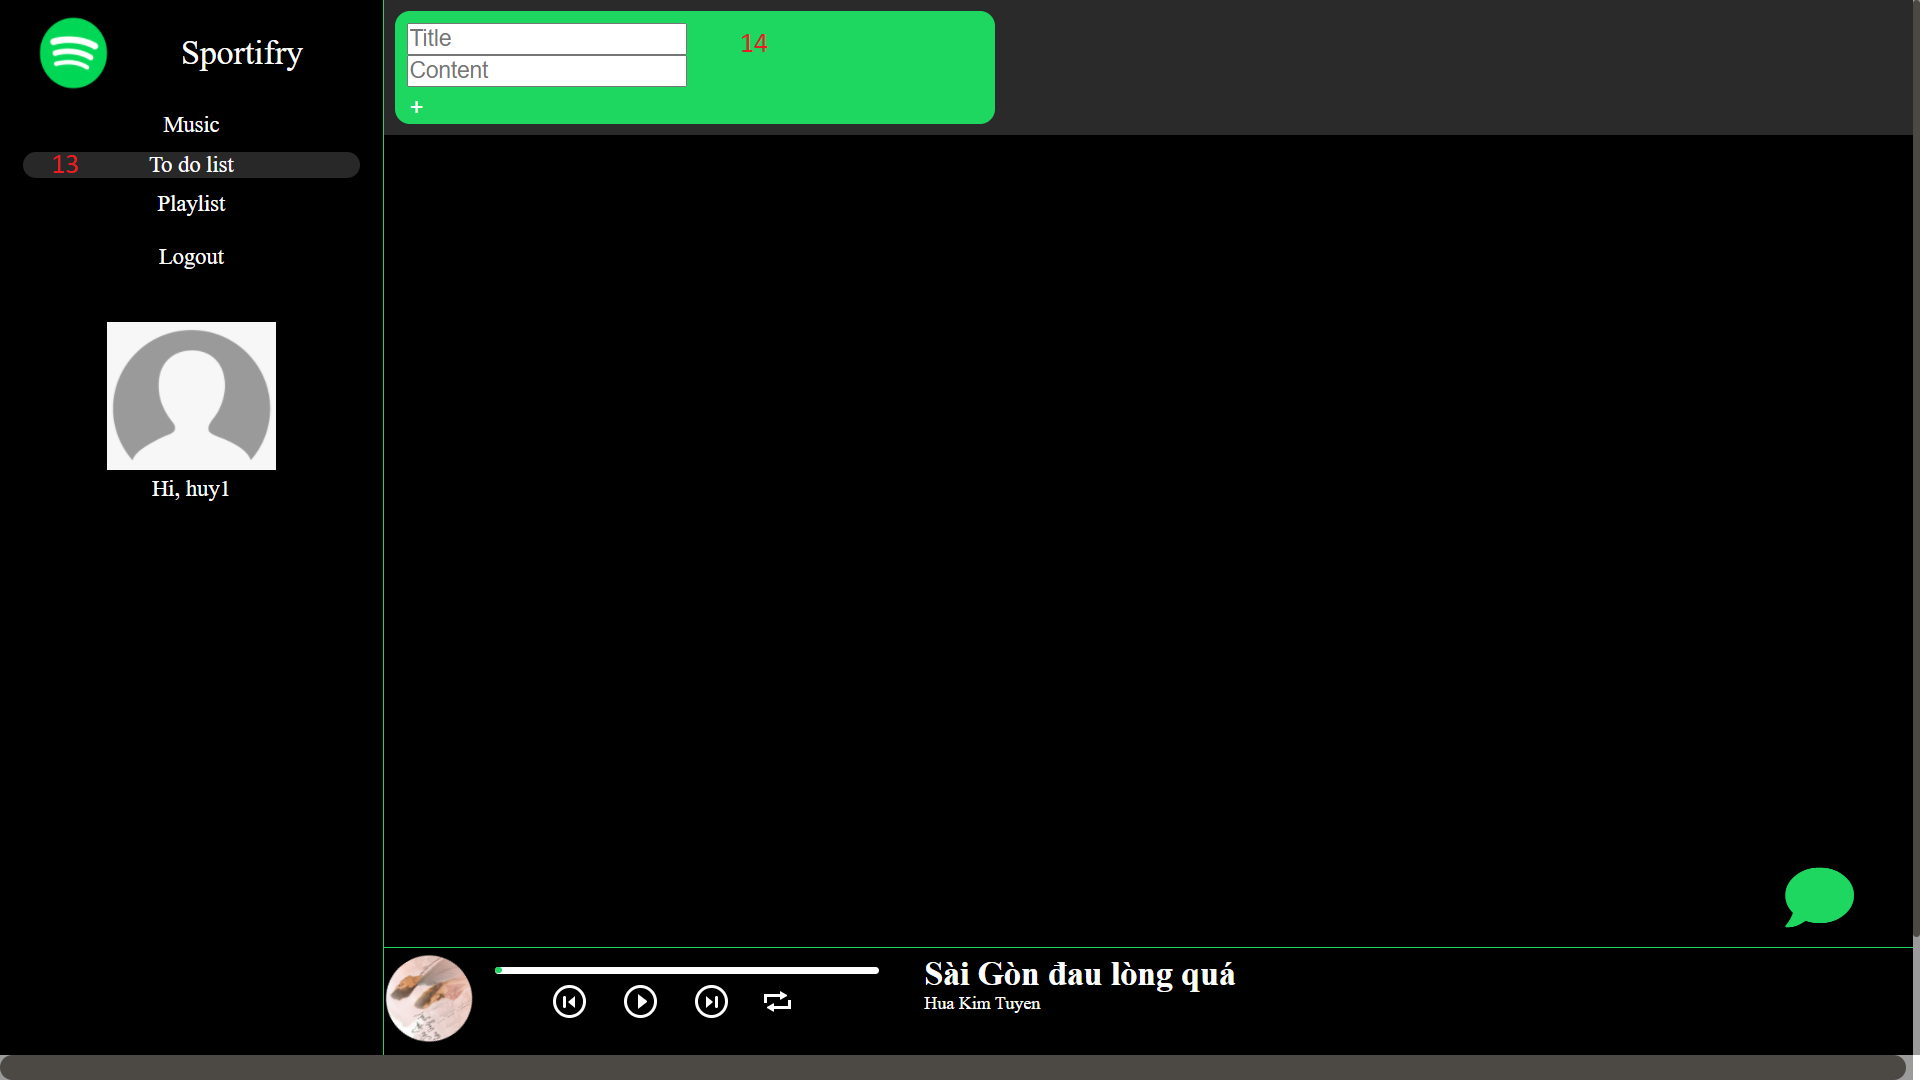 Sportifry
Music
13 To do list
Playlist
Logout
Hi, huy1
Title
14
Content
+
Sài Gòn đau lòng quá
Hua Kim Tuyen